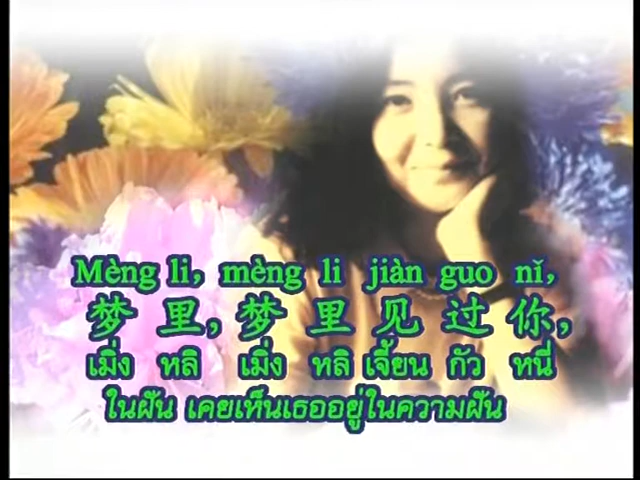 Mèng li, mèng li jiàn guo nǐ,
梦 里, 梦 里 见 过 你,
เมิ่ง หลิ เมิ่ง หลิ เจี้ยน กัว หนี่
ในฝัน เคยเห็นเธออยู่ในความฝัน